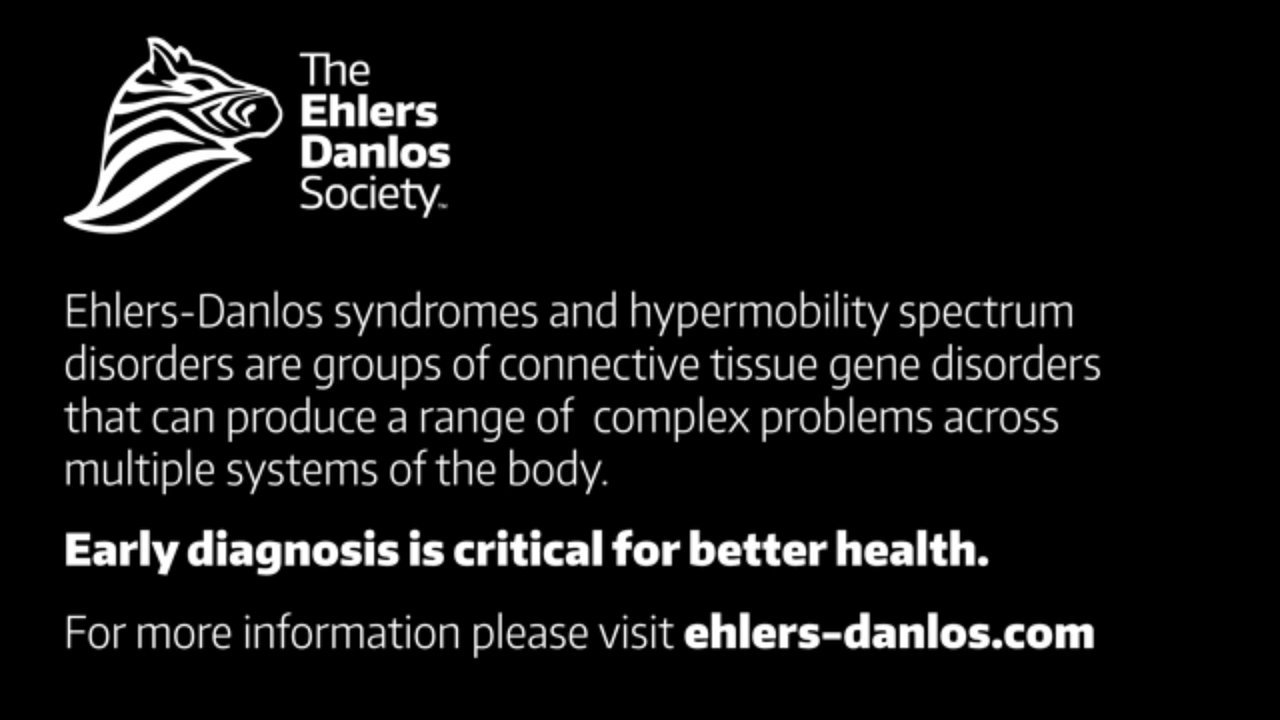 The
Ehlers
Danlos
Society™
Ehlers-Danlos syndromes and hypermobility spectrum
disorders are groups of connective tissue gene disorders
that can produce a range of  complex problems across
multiple systems of the body.
Early diagnosis is critical for better health.
For more information please visit ehlers-danlos.com